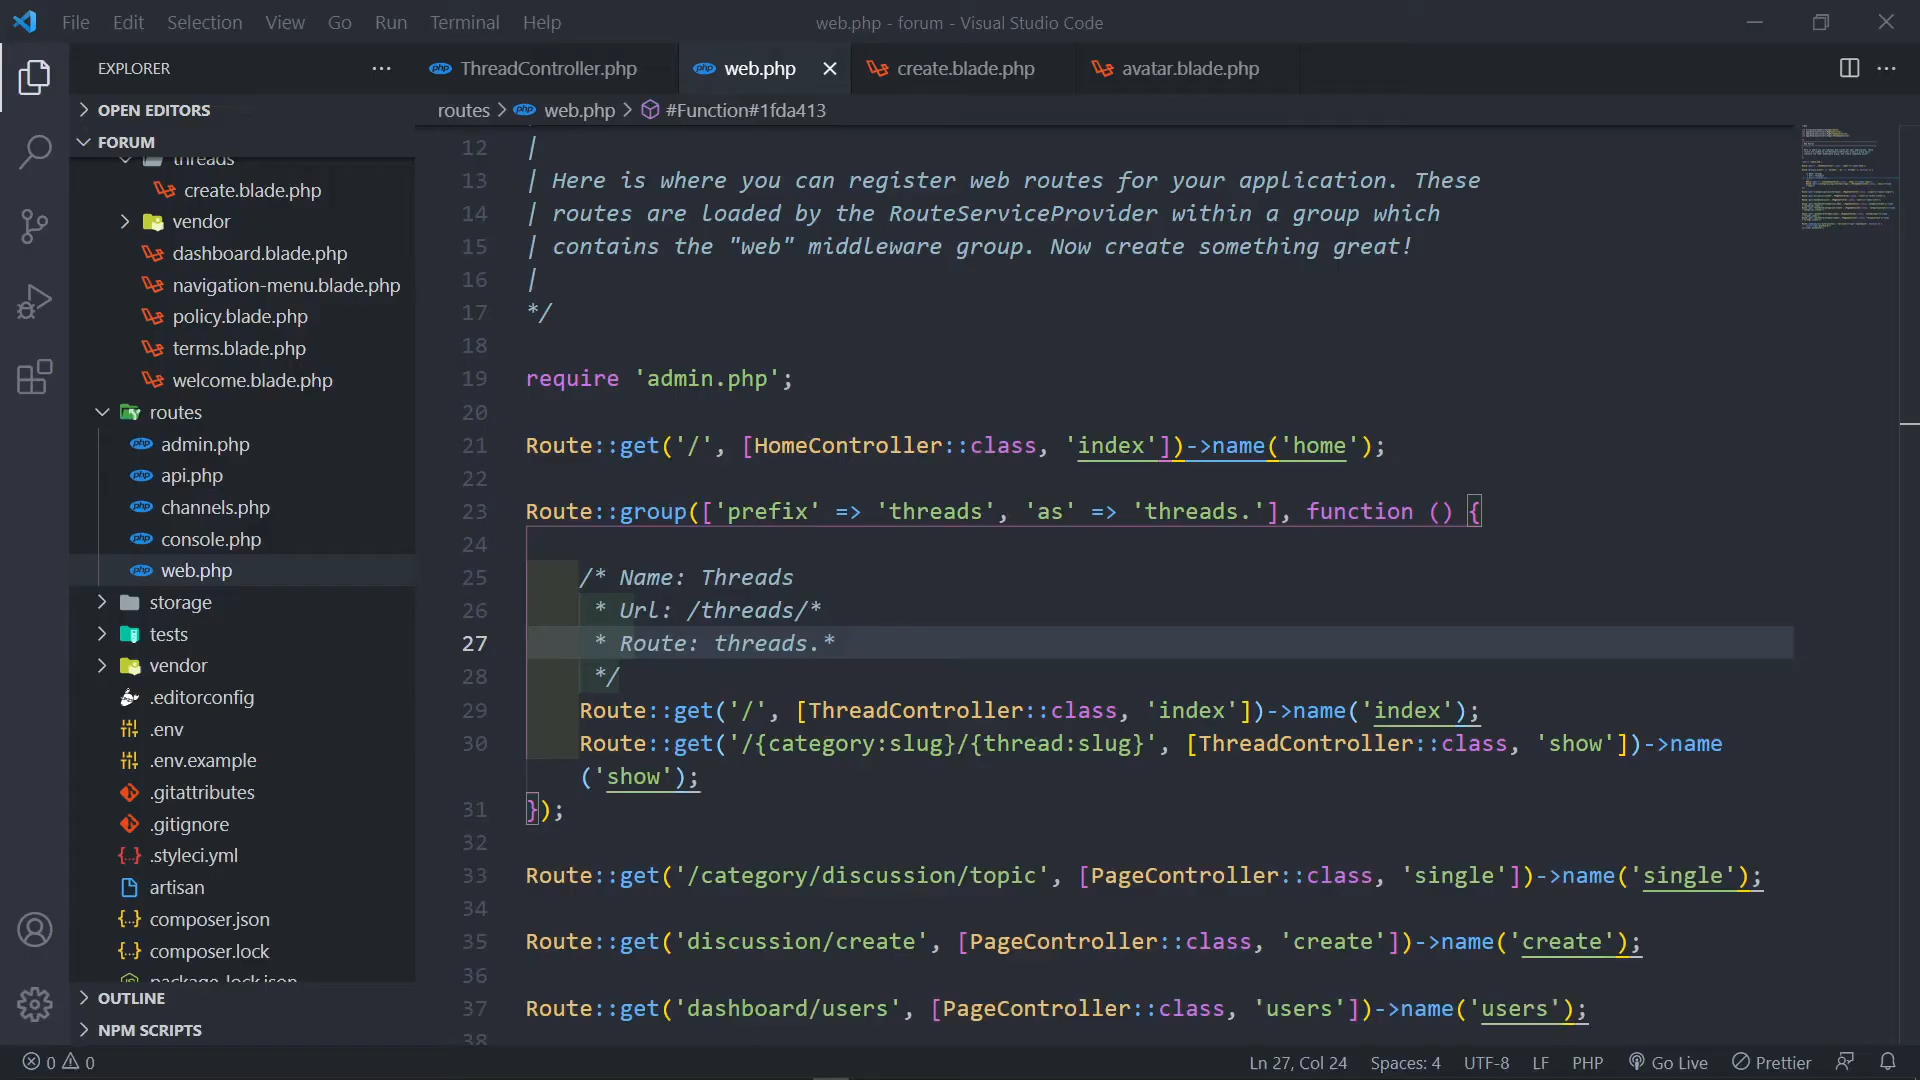 File Edit Selection View Go Run Terminal Help
web.php - forum - Visual Studio Code
EXPLORER
ThreadController.php
web.php
create.blade.php
avatar.blade.php
OPEN EDITORS
routes > web.php > #Function#1fda413
FORUM
threads
create.blade.php
vendor
dashboard.blade.php
navigation-menu.blade.php
policy.blade.php
terms.blade.php
welcome.blade.php
routes
admin.php
api.php
channels.php
console.php
web.php
storage
tests
vendor
.editorconfig
.env
.env.example
.gitattributes
.gitignore
.styleci.yml
artisan
composer.json
composer.lock
package-lock.json
OUTLINE
NPM SCRIPTS
12 |
13 | Here is where you can register web routes for your application. These
14 | routes are loaded by the RouteServiceProvider within a group which
15 | contains the "web" middleware group. Now create something great!
16 |
17 */
18
19 require 'admin.php';
20
21 Route::get('/', [HomeController::class, 'index'])->name('home');
22
23 Route::group(['prefix' => 'threads', 'as' => 'threads.'], function () {
24
25 /* Name: Threads
26 * Url: /threads/*
27 * Route: threads.*
28 */
29 Route::get('/', [ThreadController::class, 'index'])->name('index');
30 Route::get('/{category:slug}/{thread:slug}', [ThreadController::class, 'show'])->name
('show');
31 });
32
33 Route::get('/category/discussion/topic', [PageController::class, 'single'])->name('single');
34
35 Route::get('discussion/create', [PageController::class, 'create'])->name('create');
36
37 Route::get('dashboard/users', [PageController::class, 'users'])->name('users');
38
0 0
Ln 27, Col 24
Spaces: 4
UTF-8
LF
PHP
Go Live
Prettier